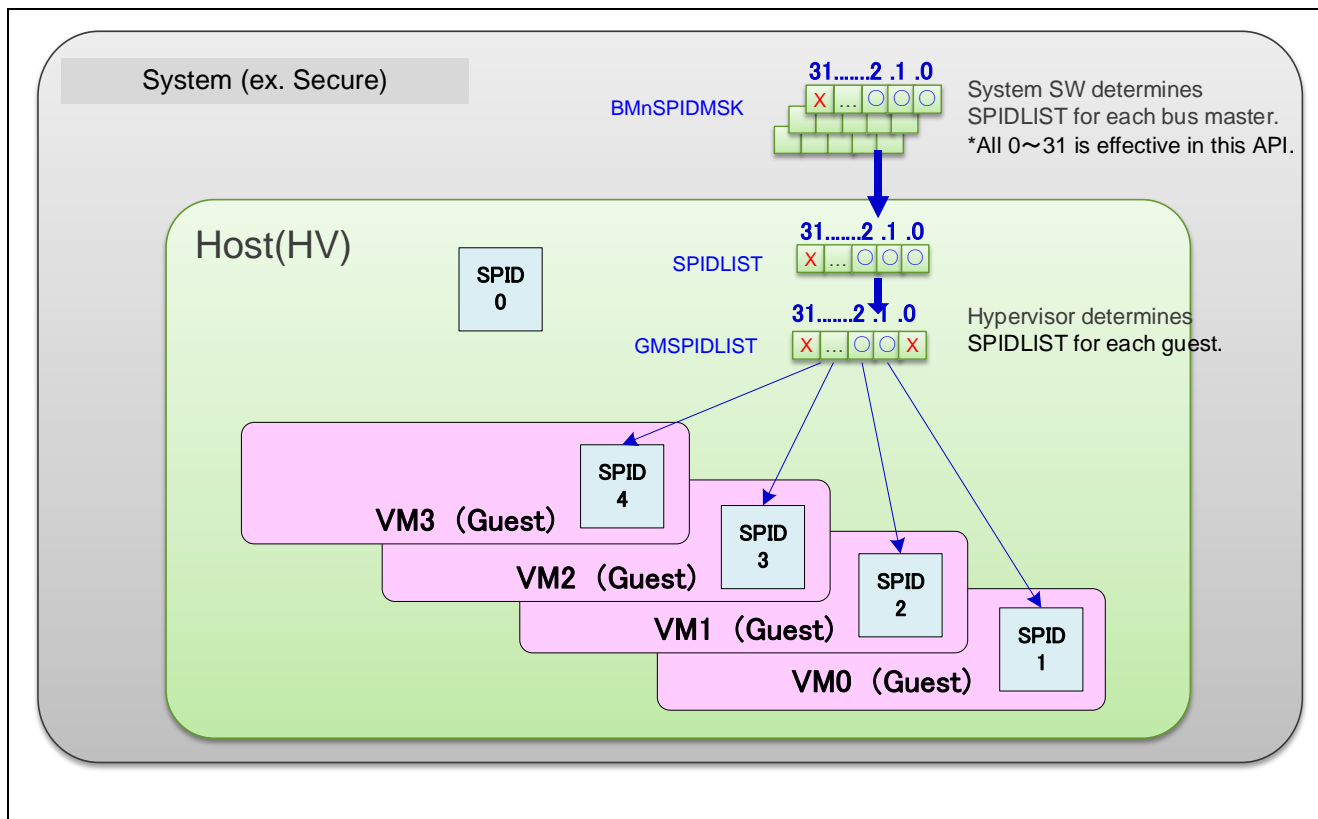 System (ex. Secure)
31.......2 .1 .0
X ... ○ ○ ○
BMnSPIDMSK
System SW determines
SPIDLIST for each bus master.
*All 0～31 is effective in this API.
Host(HV)
SPID
0
31.......2 .1 .0
SPIDLIST
X ... ○ ○ ○
31.......2 .1 .0
GMSPIDLIST
X ... ○ ○ X
Hypervisor determines
SPIDLIST for each guest.
SPID
4
VM3 (Guest)
SPID
3
VM2 (Guest)
SPID
2
VM1 (Guest)
SPID
1
VM0 (Guest)